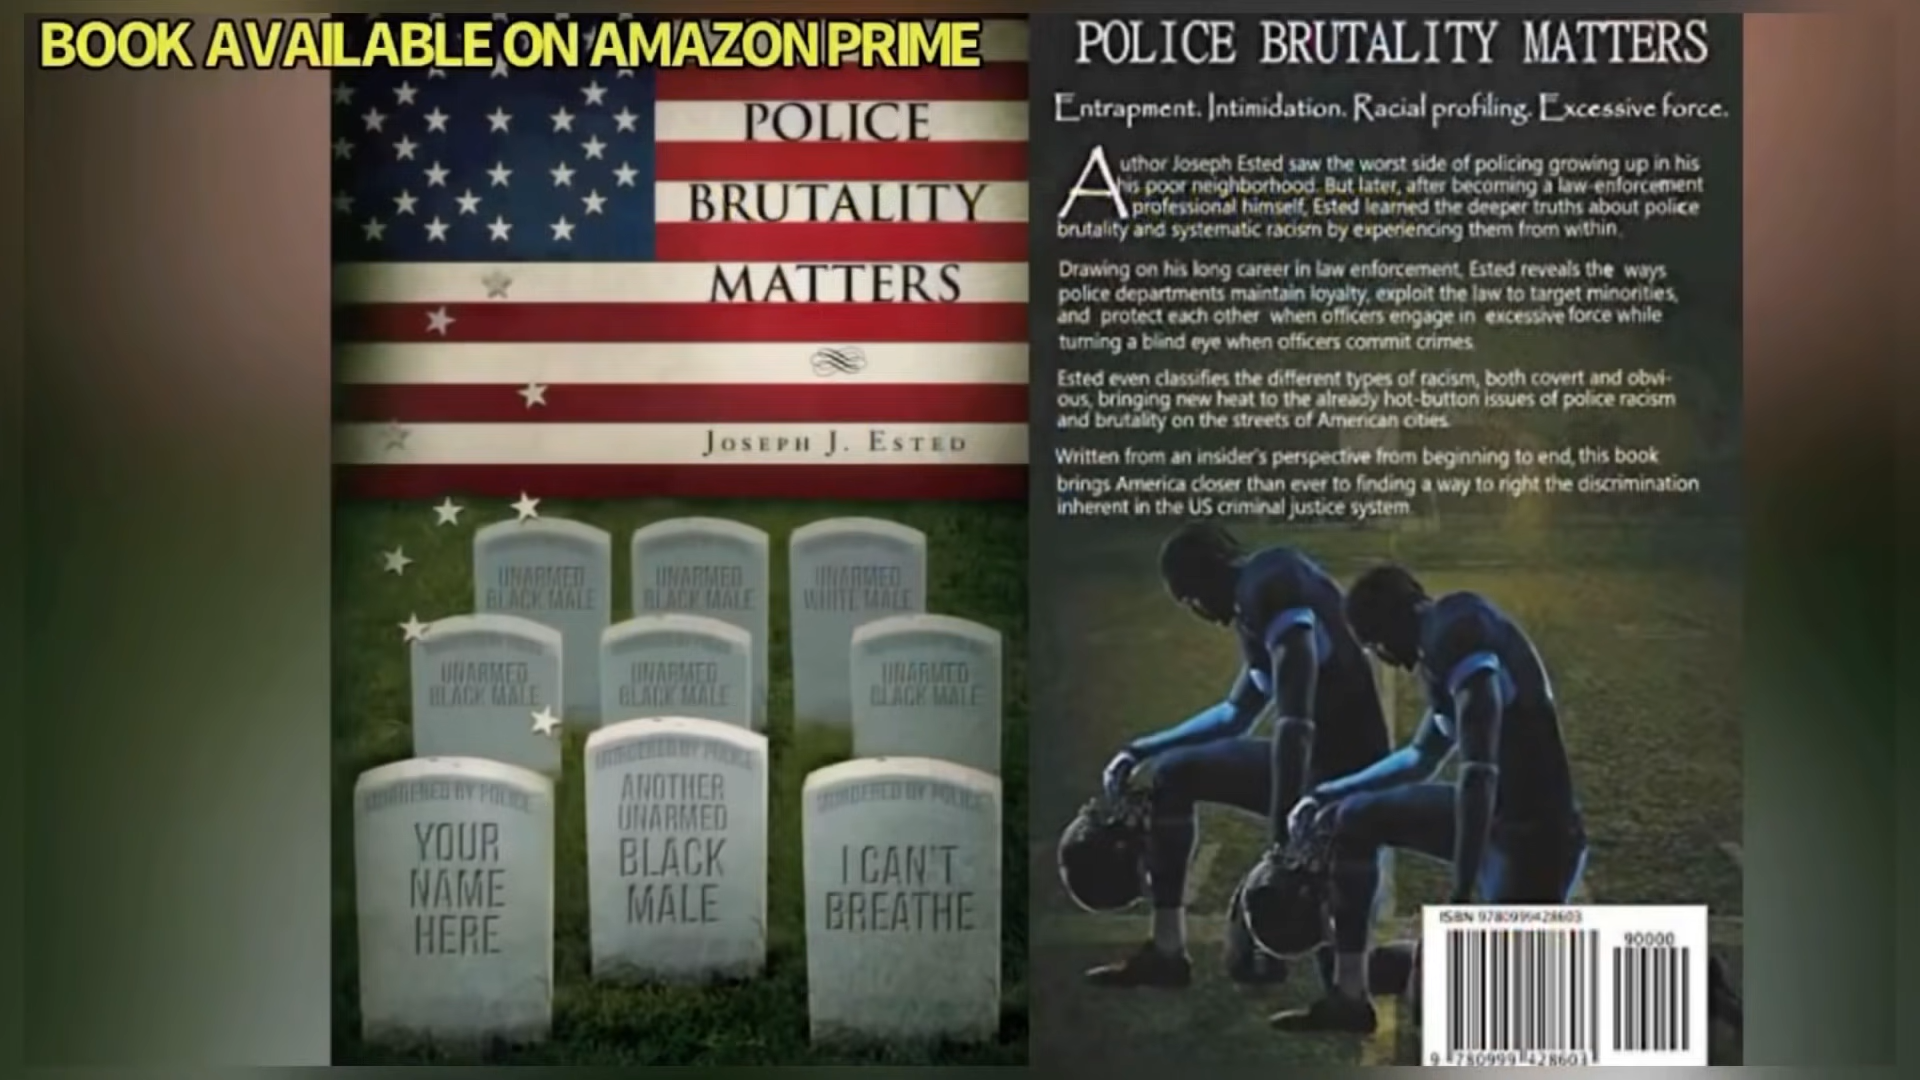 BOOK AVAILABLE ON AMAZON PRIME
POLICE
BRUTALITY
MATTERS
JOSEPH J. ESTED
UNARMED
BLACK MALE
UNARMED
BLACK MALE
UNARMED
WHITE MALE
UNARMED
BLACK MALE
UNARMED
BLACK MALE
UNARMED
BLACK MALE
MURDERED BY POLICE
YOUR
NAME
HERE
MURDERED BY POLICE
ANOTHER
UNARMED
BLACK
MALE
MURDERED BY POLICE
I CAN'T
BREATHE
POLICE BRUTALITY MATTERS
Entrapment. Intimidation. Racial profiling. Excessive force.
Author Joseph Ested saw the worst side of policing growing up in his
his poor neighborhood. But later, after becoming a law-enforcement
professional himself, Ested learned the deeper truths about police
brutality and systematic racism by experiencing them from within.
Drawing on his long career in law enforcement, Ested reveals the ways
police departments maintain loyalty, exploit the law to target minorities,
and protect each other when officers engage in excessive force while
turning a blind eye when officers commit crimes.
Ested even classifies the different types of racism, both covert and obvi-
ous, bringing new heat to the already hot-button issues of police racism
and brutality on the streets of American cities.
Written from an insider's perspective from beginning to end, this book
brings America closer than ever to finding a way to right the discrimination
inherent in the US criminal justice system.
ISBN 9780999428603
90000
9 780999 428603